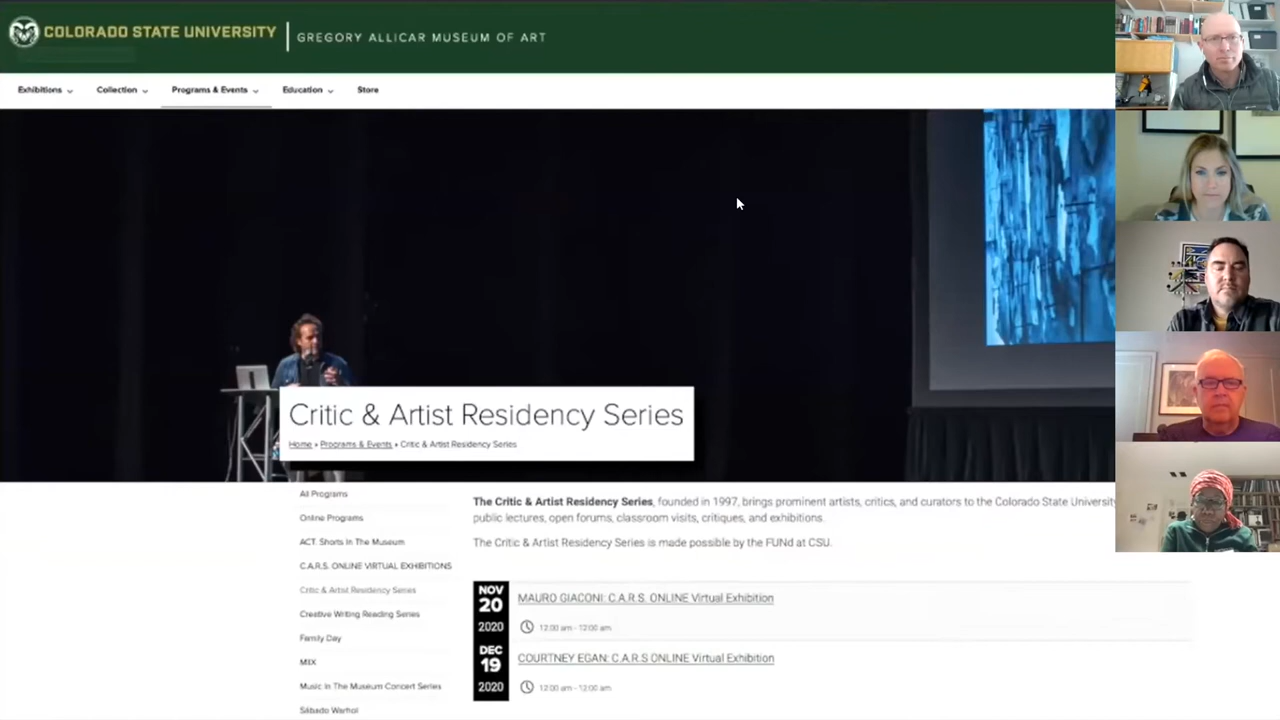 COLORADO STATE UNIVERSITY
GREGORY ALLICAR MUSEUM OF ART
Exhibitions
Collection
Programs & Events
Education
Store
Critic & Artist Residency Series
Home » Programs & Events » Critic & Artist Residency Series
All Programs
Online Programs
ACT. Shorts In The Museum
C.A.R.S. ONLINE VIRTUAL EXHIBITIONS
Critic & Artist Residency Series
Creative Writing Reading Series
Family Day
MIX
Music In The Museum Concert Series
Sábado Warhol
The Critic & Artist Residency Series, founded in 1997, brings prominent artists, critics, and curators to the Colorado State University
public lectures, open forums, classroom visits, critiques, and exhibitions.
The Critic & Artist Residency Series is made possible by the FUNd at CSU.
NOV
20
2020
MAURO GIACONI: C.A.R.S. ONLINE Virtual Exhibition
12:00 am - 12:00 am
DEC
19
2020
COURTNEY EGAN: C.A.R.S ONLINE Virtual Exhibition
12:00 am - 12:00 am